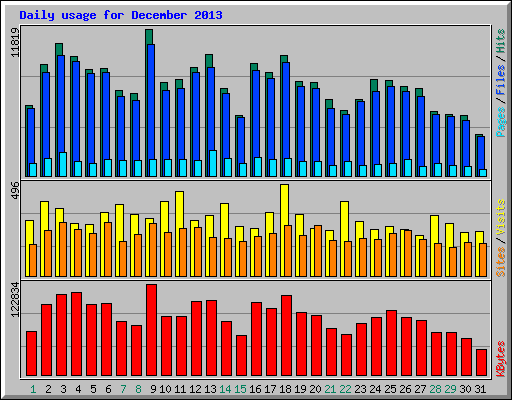 Daily usage for December 2013
11819
Pages / Files / Hits
496
Sites / Visits
122834
KBytes
1 2 3 4 5 6 7 8 9 10 11 12 13 14 15 16 17 18 19 20 21 22 23 24 25 26 27 28 29 30 31